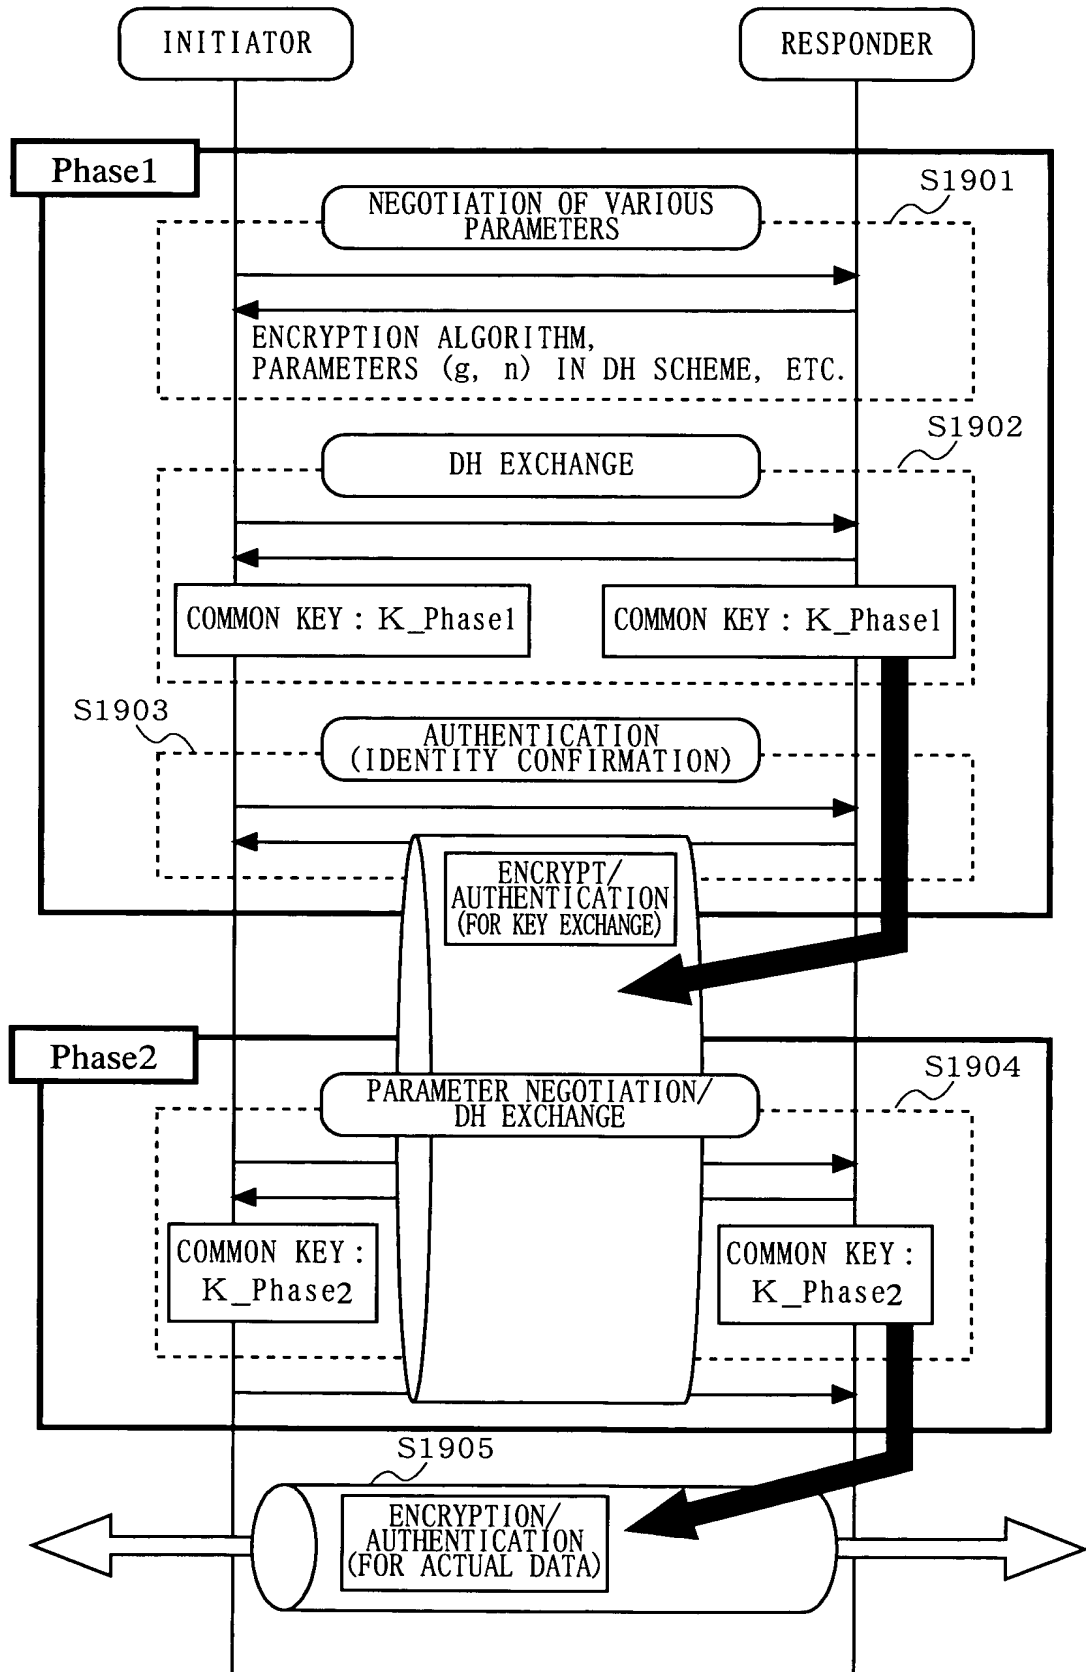 INITIATOR
RESPONDER
Phase1
S1901
NEGOTIATION OF VARIOUS
PARAMETERS
ENCRYPTION ALGORITHM,
PARAMETERS (g, n) IN DH SCHEME, ETC.
S1902
DH EXCHANGE
COMMON KEY : K_Phase1
COMMON KEY : K_Phase1
S1903
AUTHENTICATION
(IDENTITY CONFIRMATION)
ENCRYPT/
AUTHENTICATION
(FOR KEY EXCHANGE)
Phase2
S1904
PARAMETER NEGOTIATION/
DH EXCHANGE
COMMON KEY :
K_Phase2
COMMON KEY :
K_Phase2
S1905
ENCRYPTION/
AUTHENTICATION
(FOR ACTUAL DATA)